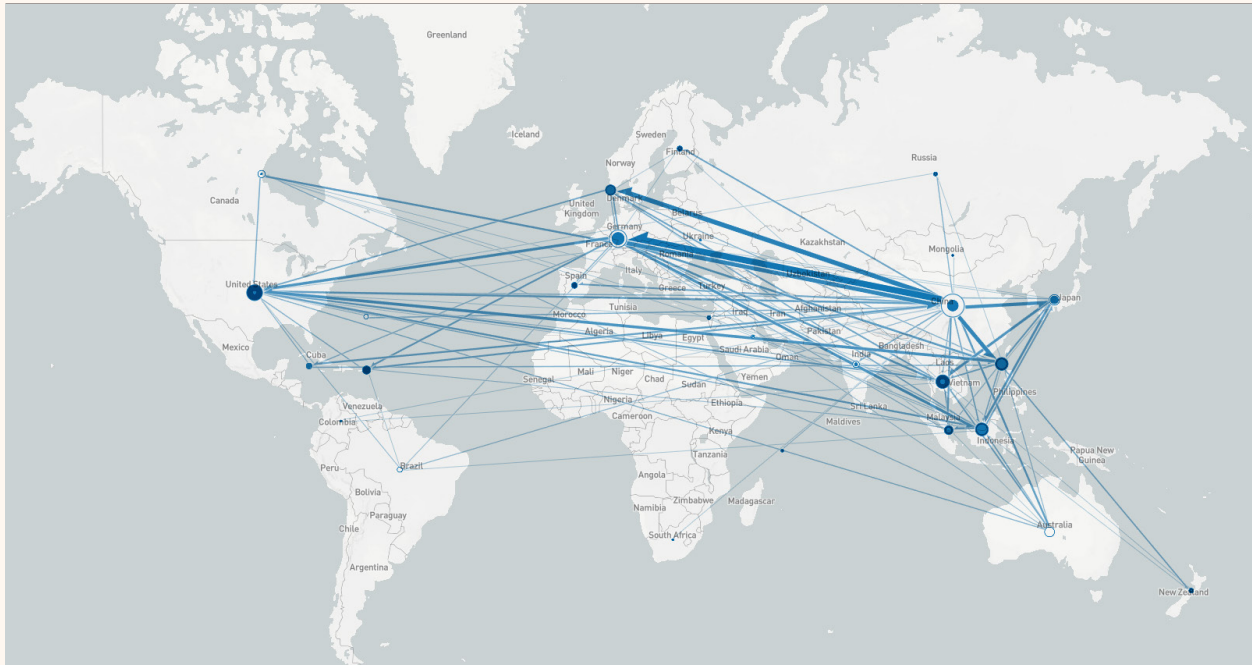 Greenland
Iceland
Sweden
Finland
Norway
Russia
Canada
United
Kingdom
Denmark
Belarus
Germany
Ukraine
France
Kazakhstan
Mongolia
Romania
Uzbekistan
United States
Spain
Italy
Greece
Turkey
China
Japan
Morocco
Tunisia
Iraq
Iran
Afghanistan
Algeria
Libya
Egypt
Pakistan
Mexico
Cuba
Saudi Arabia
Oman
India
Bangladesh
Laos
Senegal
Mali
Niger
Chad
Sudan
Yemen
Vietnam
Philippines
Venezuela
Nigeria
Ethiopia
Sri Lanka
Colombia
Cameroon
Maldives
Malaysia
Kenya
Indonesia
Peru
Brazil
Tanzania
Papua New
Guinea
Angola
Bolivia
Zimbabwe
Madagascar
Paraguay
Namibia
Chile
South Africa
Australia
Argentina
New Zealand